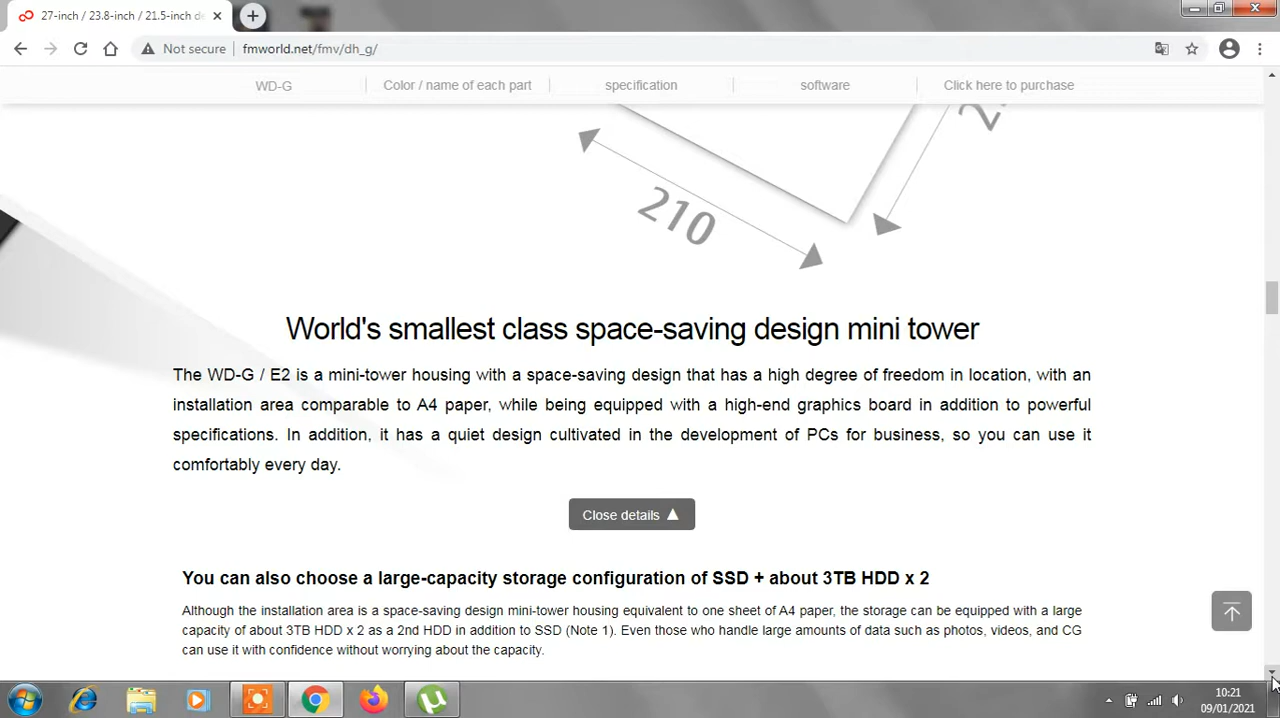 27-inch / 23.8-inch / 21.5-inch de
Not secure
fmworld.net/fmv/dh_g/
WD-G
Color / name of each part
specification
software
Click here to purchase
210
World's smallest class space-saving design mini tower
The WD-G / E2 is a mini-tower housing with a space-saving design that has a high degree of freedom in location, with an
installation area comparable to A4 paper, while being equipped with a high-end graphics board in addition to powerful
specifications. In addition, it has a quiet design cultivated in the development of PCs for business, so you can use it
comfortably every day.
Close details ▲
You can also choose a large-capacity storage configuration of SSD + about 3TB HDD x 2
Although the installation area is a space-saving design mini-tower housing equivalent to one sheet of A4 paper, the storage can be equipped with a large
capacity of about 3TB HDD x 2 as a 2nd HDD in addition to SSD (Note 1). Even those who handle large amounts of data such as photos, videos, and CG
can use it with confidence without worrying about the capacity.
10:21
09/01/2021